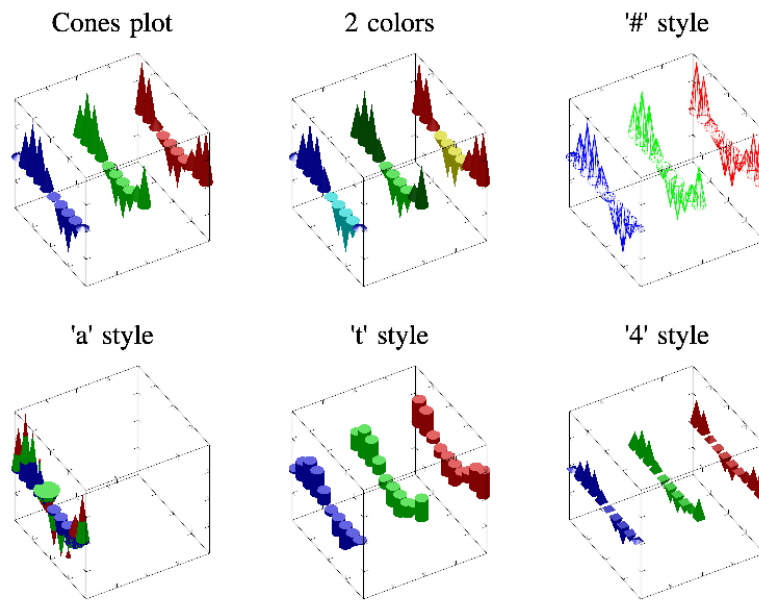 Cones plot
2 colors
'#' style
'a' style
't' style
'4' style